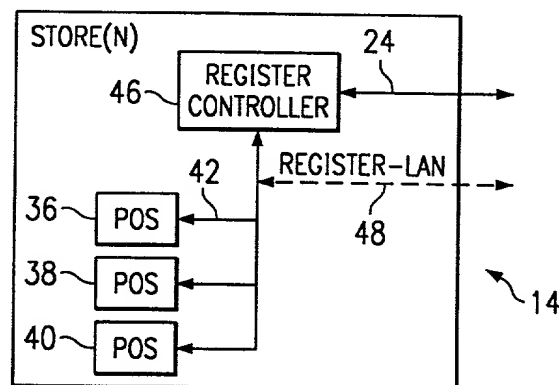 STORE(N)
24
REGISTER
CONTROLLER
46
REGISTER-LAN
42
48
36
POS
38
POS
14
40
POS